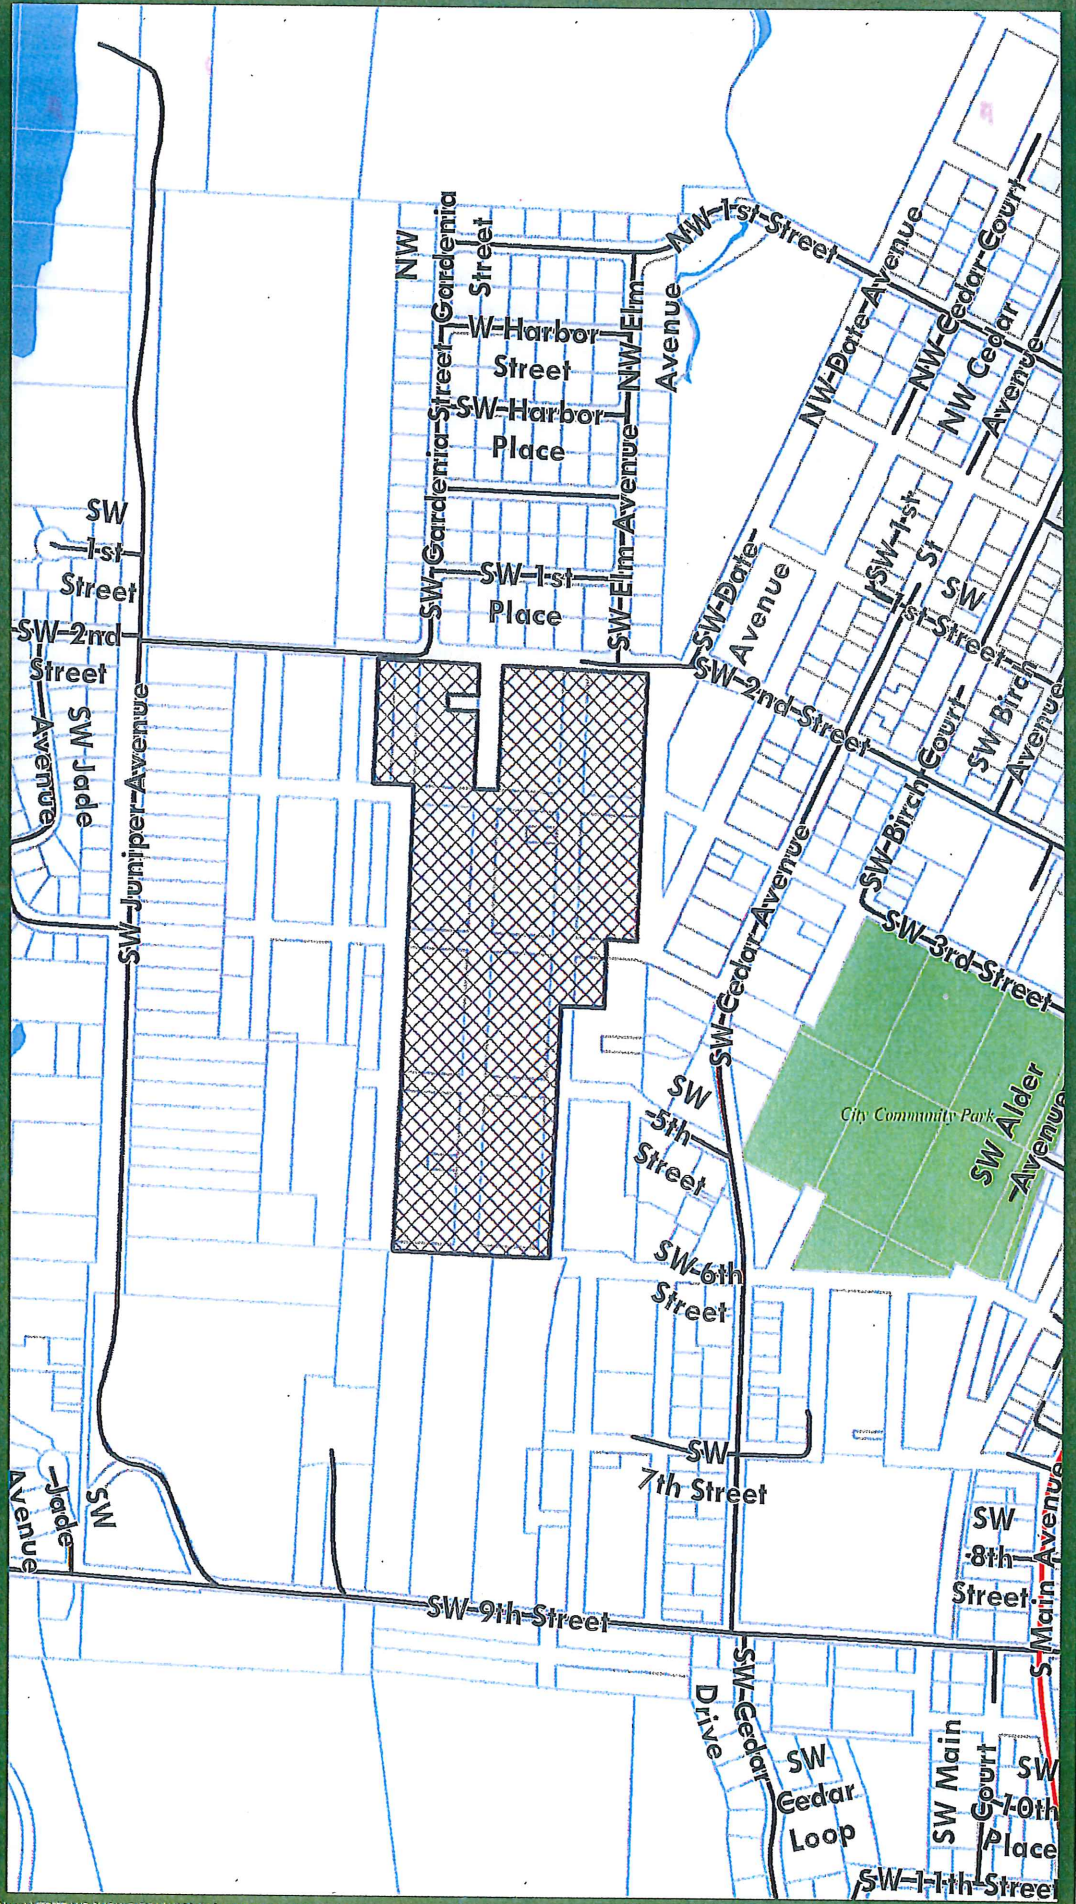 NW-1st-Street
NW
Gardenia
Street
W-Harbor
Street
SW-Harbor
Place
NW-Elm
Avenue
SW-Gardenia-Street
SW-Elm-Avenue
SW-1st
Place
NW-Date-Avenue
NW-Cedar-Court
NW Cedar
Avenue
SW
1st
Street
SW-2nd
Street
SW-Date
Avenue
SW-1st
St
SW
1st-Street
SW-2nd-Street
SW-Birch
Avenue
SW-Birch-Court
SW Jade
Avenue
SW-Juniper-Avenue
SW-Cedar-Avenue
SW-3rd-Street
City Community Park
SW Alder
Avenue
SW
5th
Street
SW-6th
Street
SW
7th Street
SW
Jade
Avenue
SW
8th
Street
S Main Avenue
SW-9th-Street
SW-Cedar
Drive
SW
Cedar
Loop
SW Main
Court
SW
10th
Place
SW-11th-Street